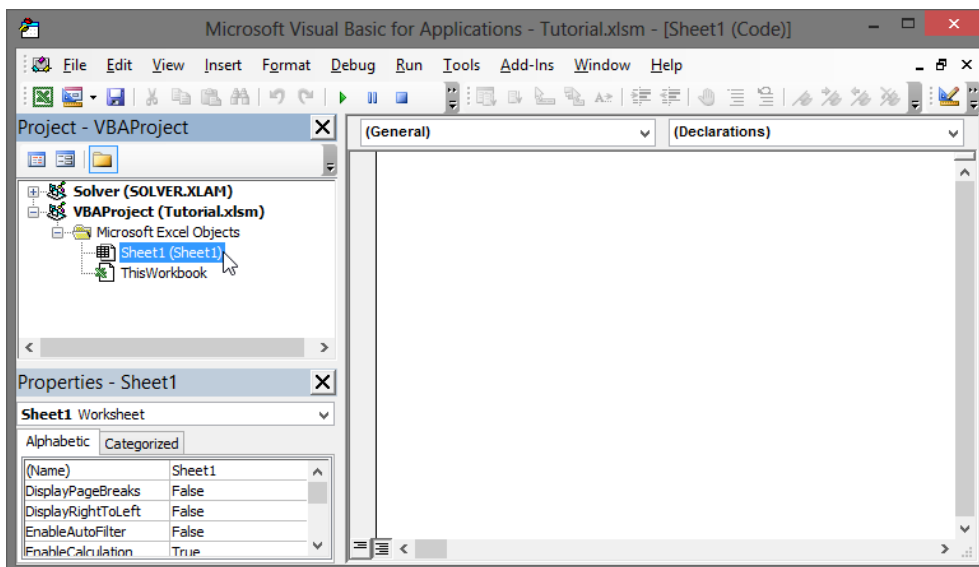 Microsoft Visual Basic for Applications - Tutorial.xlsm - [Sheet1 (Code)]
File Edit View Insert Format Debug Run Tools Add-Ins Window Help
Project - VBAProject
(General) (Declarations)
Solver (SOLVER.XLAM)
VBAProject (Tutorial.xlsm)
Microsoft Excel Objects
Sheet1 (Sheet1)
ThisWorkbook
Properties - Sheet1
Sheet1 Worksheet
Alphabetic Categorized
(Name) Sheet1
DisplayPageBreaks False
DisplayRightToLeft False
EnableAutoFilter False
EnableCalculation True